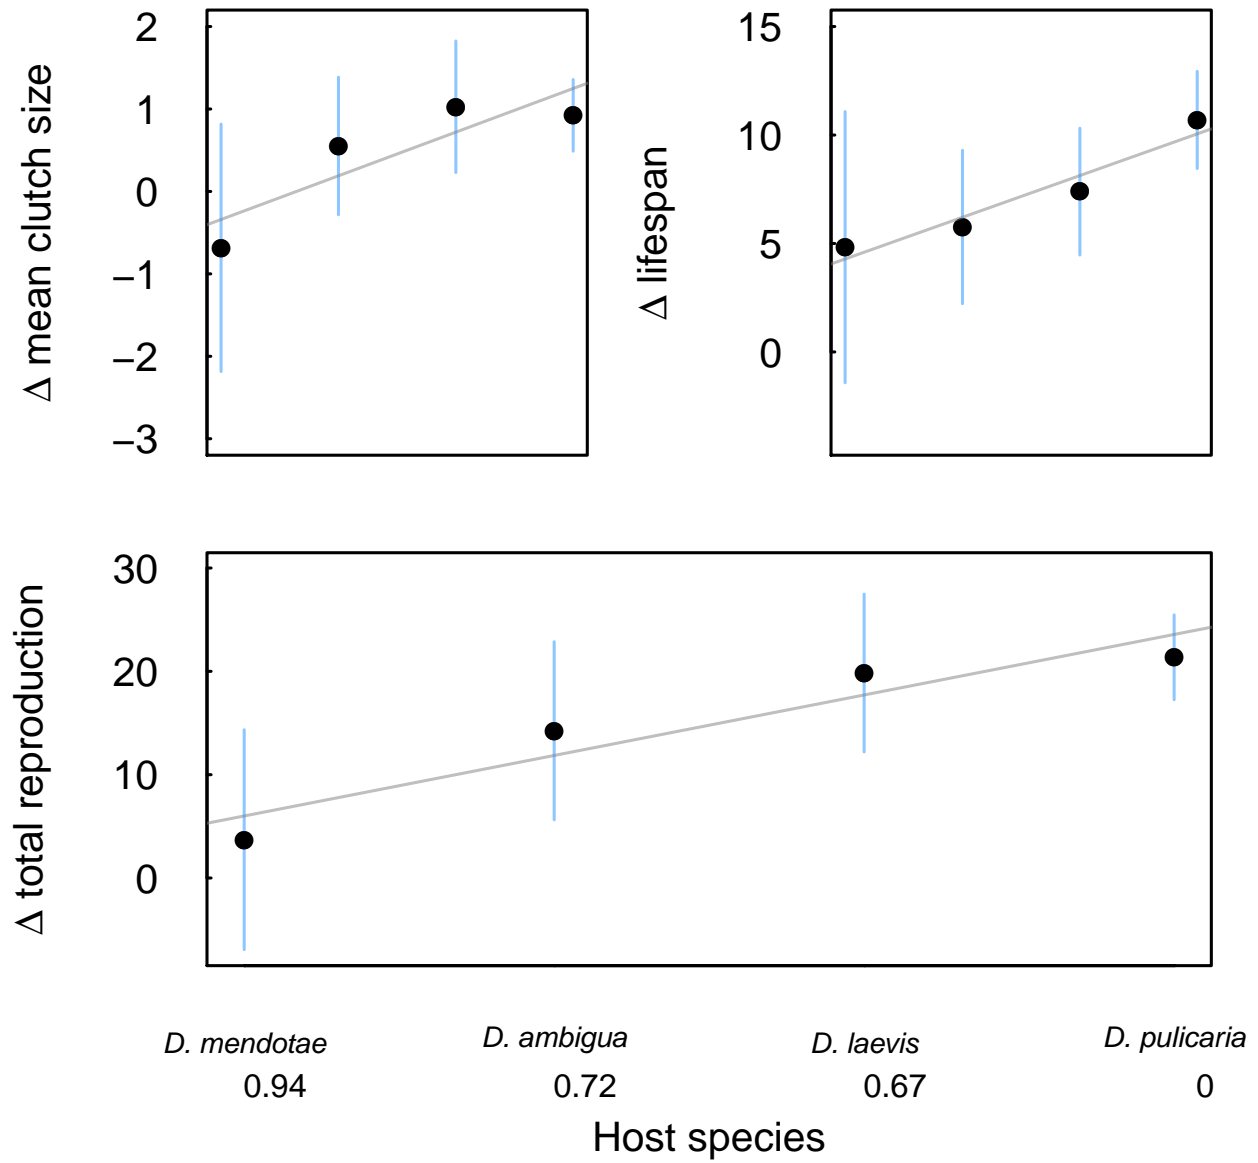 Δ mean clutch size
2
1
0
−1
−2
−3
Δ lifespan
15
10
5
0
Δ total reproduction
30
20
10
0
D. mendotae D. ambigua D. laevis D. pulicaria
0.94 0.72 0.67 0
Host species